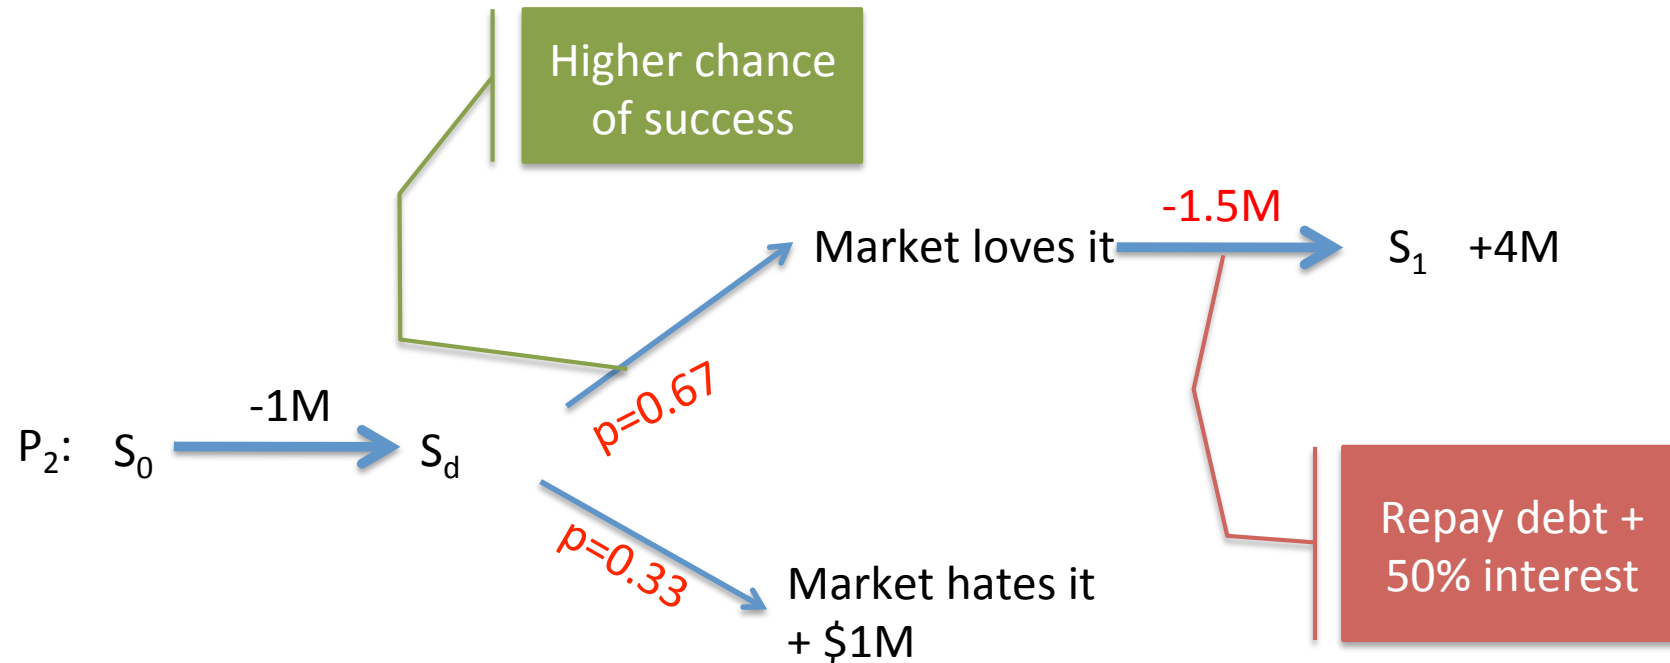 Higher chance
of success
-1.5M
Market loves it
S₁ +4M
p=0.67
-1M
P₂: S₀
S_d
p=0.33
Market hates it
+ $1M
Repay debt +
50% interest